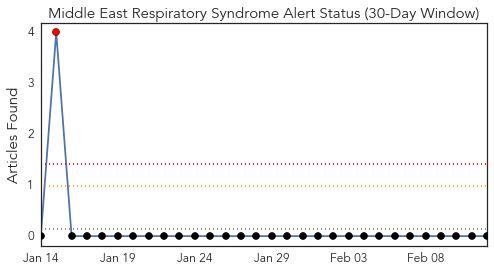 Middle East Respiratory Syndrome Alert Status (30-Day Window)
Articles Found
4
3
2
1
0
Jan 14 Jan 19 Jan 24 Jan 29 Feb 03 Feb 08